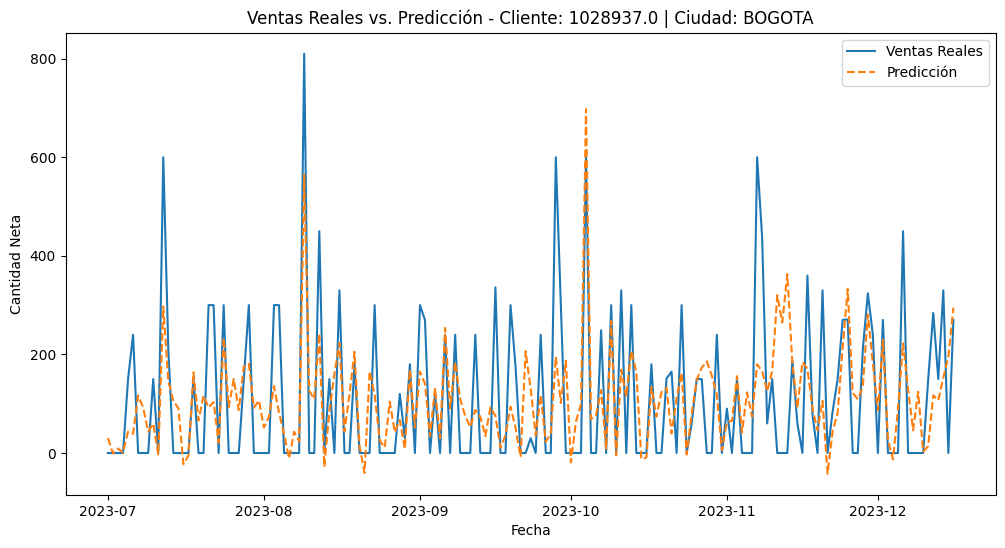 Ventas Reales vs. Predicción - Cliente: 1028937.0 | Ciudad: BOGOTA
Ventas Reales
Predicción
Cantidad Neta
800
600
400
200
0
2023-07
2023-08
2023-09
2023-10
2023-11
2023-12
Fecha